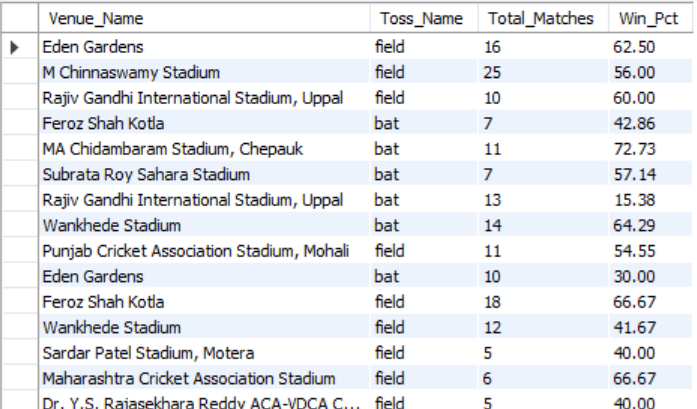 Venue_Name Toss_Name Total_Matches Win_Pct
Eden Gardens field 16 62.50
M Chinnaswamy Stadium field 25 56.00
Rajiv Gandhi International Stadium, Uppal field 10 60.00
Feroz Shah Kotla bat 7 42.86
MA Chidambaram Stadium, Chepauk bat 11 72.73
Subrata Roy Sahara Stadium bat 7 57.14
Rajiv Gandhi International Stadium, Uppal bat 13 15.38
Wankhede Stadium bat 14 64.29
Punjab Cricket Association Stadium, Mohali field 11 54.55
Eden Gardens bat 10 30.00
Feroz Shah Kotla field 18 66.67
Wankhede Stadium field 12 41.67
Sardar Patel Stadium, Motera field 5 40.00
Maharashtra Cricket Association Stadium field 6 66.67
Dr. Y.S. Rajasekhara Reddy ACA-VDCA C... field 5 40.00